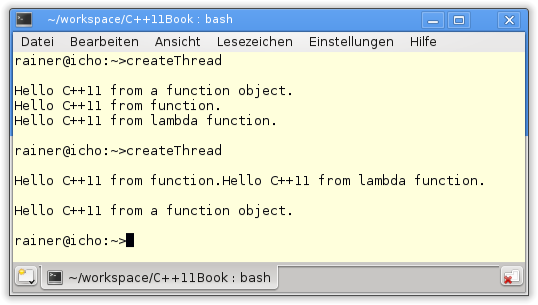 ~/workspace/C++11Book : bash
Datei Bearbeiten Ansicht Lesezeichen Einstellungen Hilfe
rainer@icho:~>createThread
Hello C++11 from a function object.
Hello C++11 from function.
Hello C++11 from lambda function.
rainer@icho:~>createThread
Hello C++11 from function.Hello C++11 from lambda function.
Hello C++11 from a function object.
rainer@icho:~>
~/workspace/C++11Book : bash